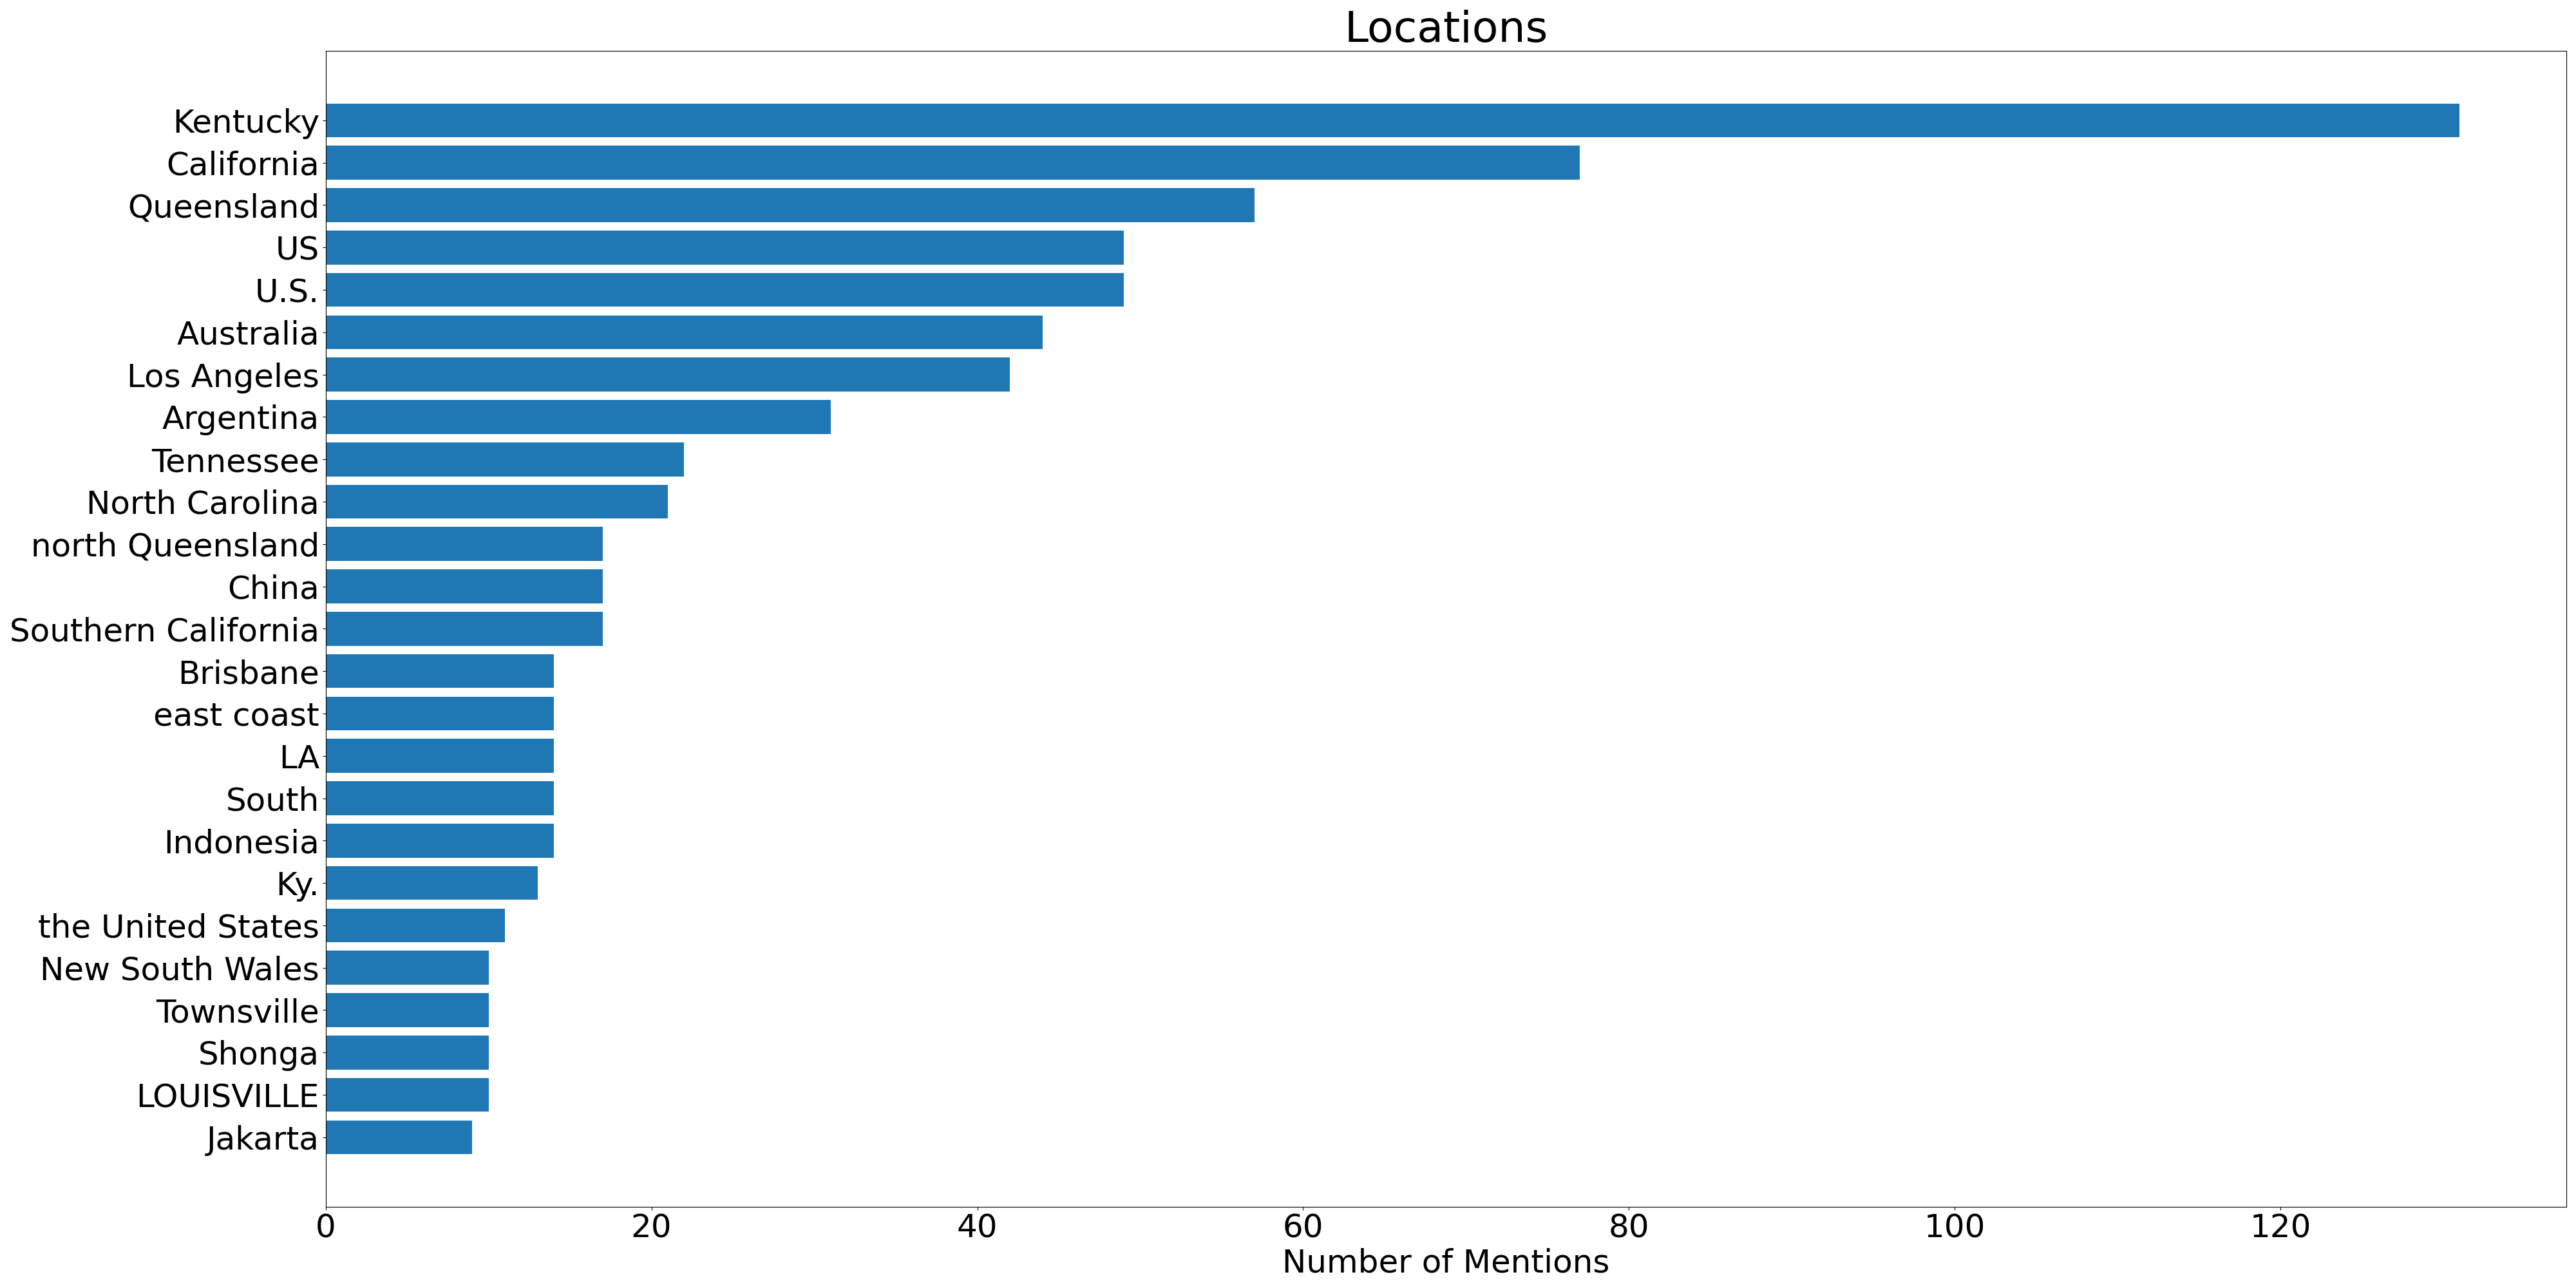 Locations
Kentucky
California
Queensland
US
U.S.
Australia
Los Angeles
Argentina
Tennessee
North Carolina
north Queensland
China
Southern California
Brisbane
east coast
LA
South
Indonesia
Ky.
the United States
New South Wales
Townsville
Shonga
LOUISVILLE
Jakarta
0 20 40 60 80 100 120
Number of Mentions